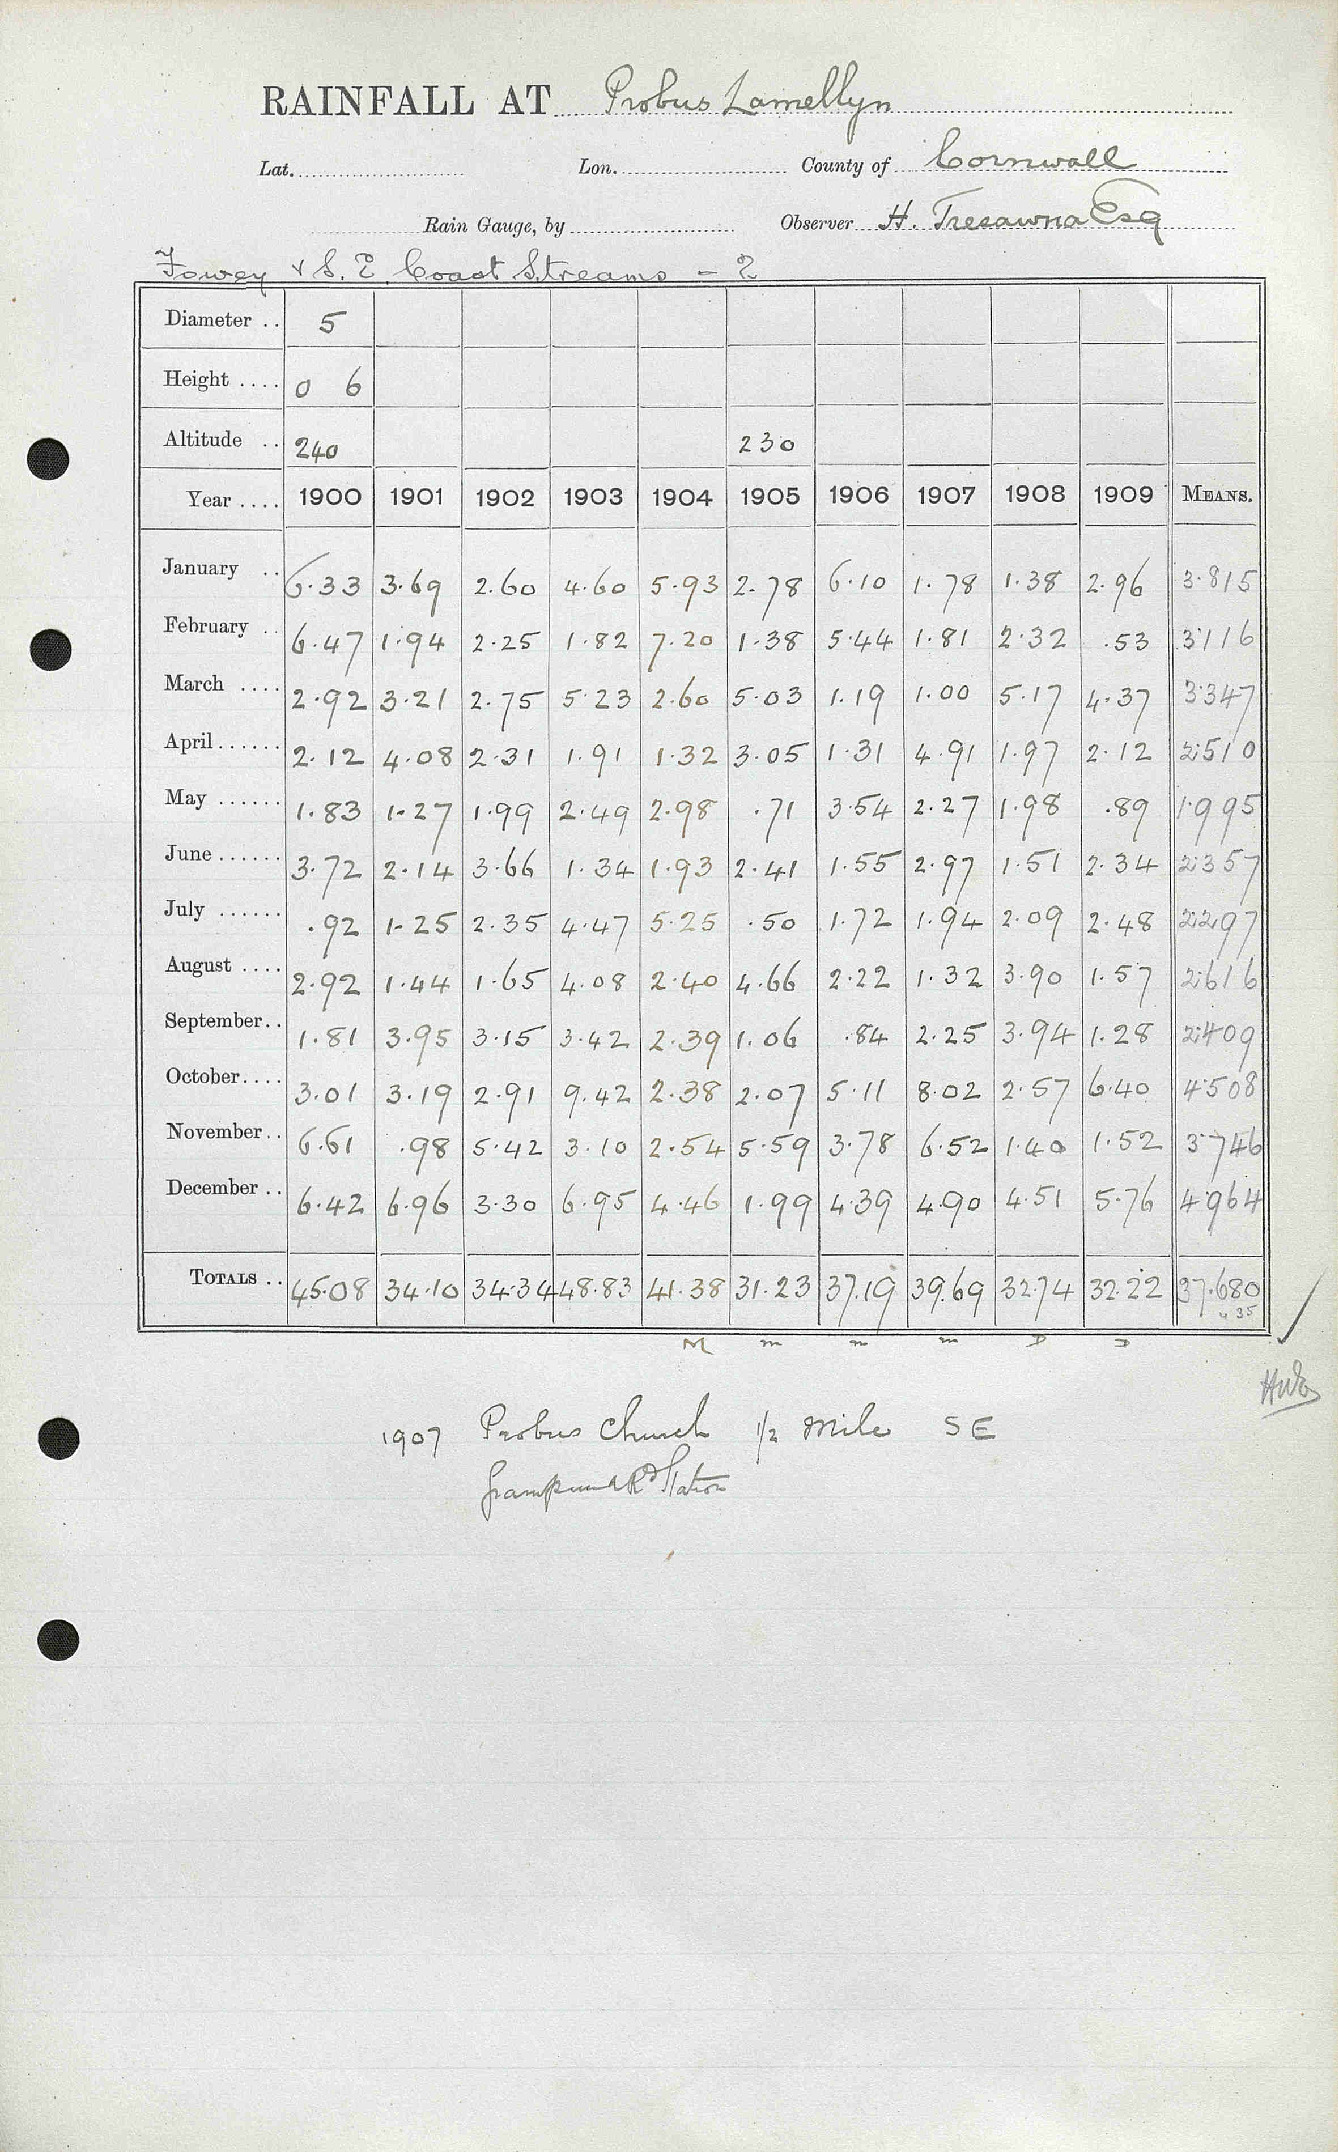 RAINFALL AT Probus Lamellyn
Lat. Lon. County of Cornwall
Rain Gauge, by Observer H. Tresawna Esq
Fowey & S. E. Coast Streams - 2
Diameter .. 5
Height .... 0 6
Altitude .. 240 230
Year .... 1900 1901 1902 1903 1904 1905 1906 1907 1908 1909 MEANS.
January .. 6.33 3.69 2.60 4.60 5.93 2.78 6.10 1.78 1.38 2.96 3.815
February .. 6.47 1.94 2.25 1.82 7.20 1.38 5.44 1.81 2.32 .53 3.116
March .... 2.92 3.21 2.75 5.23 2.60 5.03 1.19 1.00 5.17 4.37 3.347
April...... 2.12 4.08 2.31 1.91 1.32 3.05 1.31 4.91 1.97 2.12 2.510
May ...... 1.83 1.27 1.99 2.49 2.98 .71 3.54 2.27 1.98 .89 1.995
June...... 3.72 2.14 3.66 1.34 1.93 2.41 1.55 2.97 1.51 2.34 2.357
July ...... .92 1.25 2.35 4.47 5.25 .50 1.72 1.94 2.09 2.48 2.297
August .... 2.92 1.44 1.65 4.08 2.40 4.66 2.22 1.32 3.90 1.57 2.616
September.. 1.81 3.95 3.15 3.42 2.39 1.06 .84 2.25 3.94 1.28 2.409
October.... 3.01 3.19 2.91 9.42 2.38 2.07 5.11 8.02 2.57 6.40 4.508
November.. 6.61 .98 5.42 3.10 2.54 5.59 3.78 6.52 1.40 1.52 3.746
December .. 6.42 6.96 3.30 6.95 4.46 1.99 4.39 4.90 4.51 5.76 4.964
TOTALS .. 45.08 34.10 34.34 48.83 41.38 31.23 37.19 39.69 32.74 32.22 37.680
M m m m D D
1907 Probus Church 1/2 mile SE
Grampound Rd Station